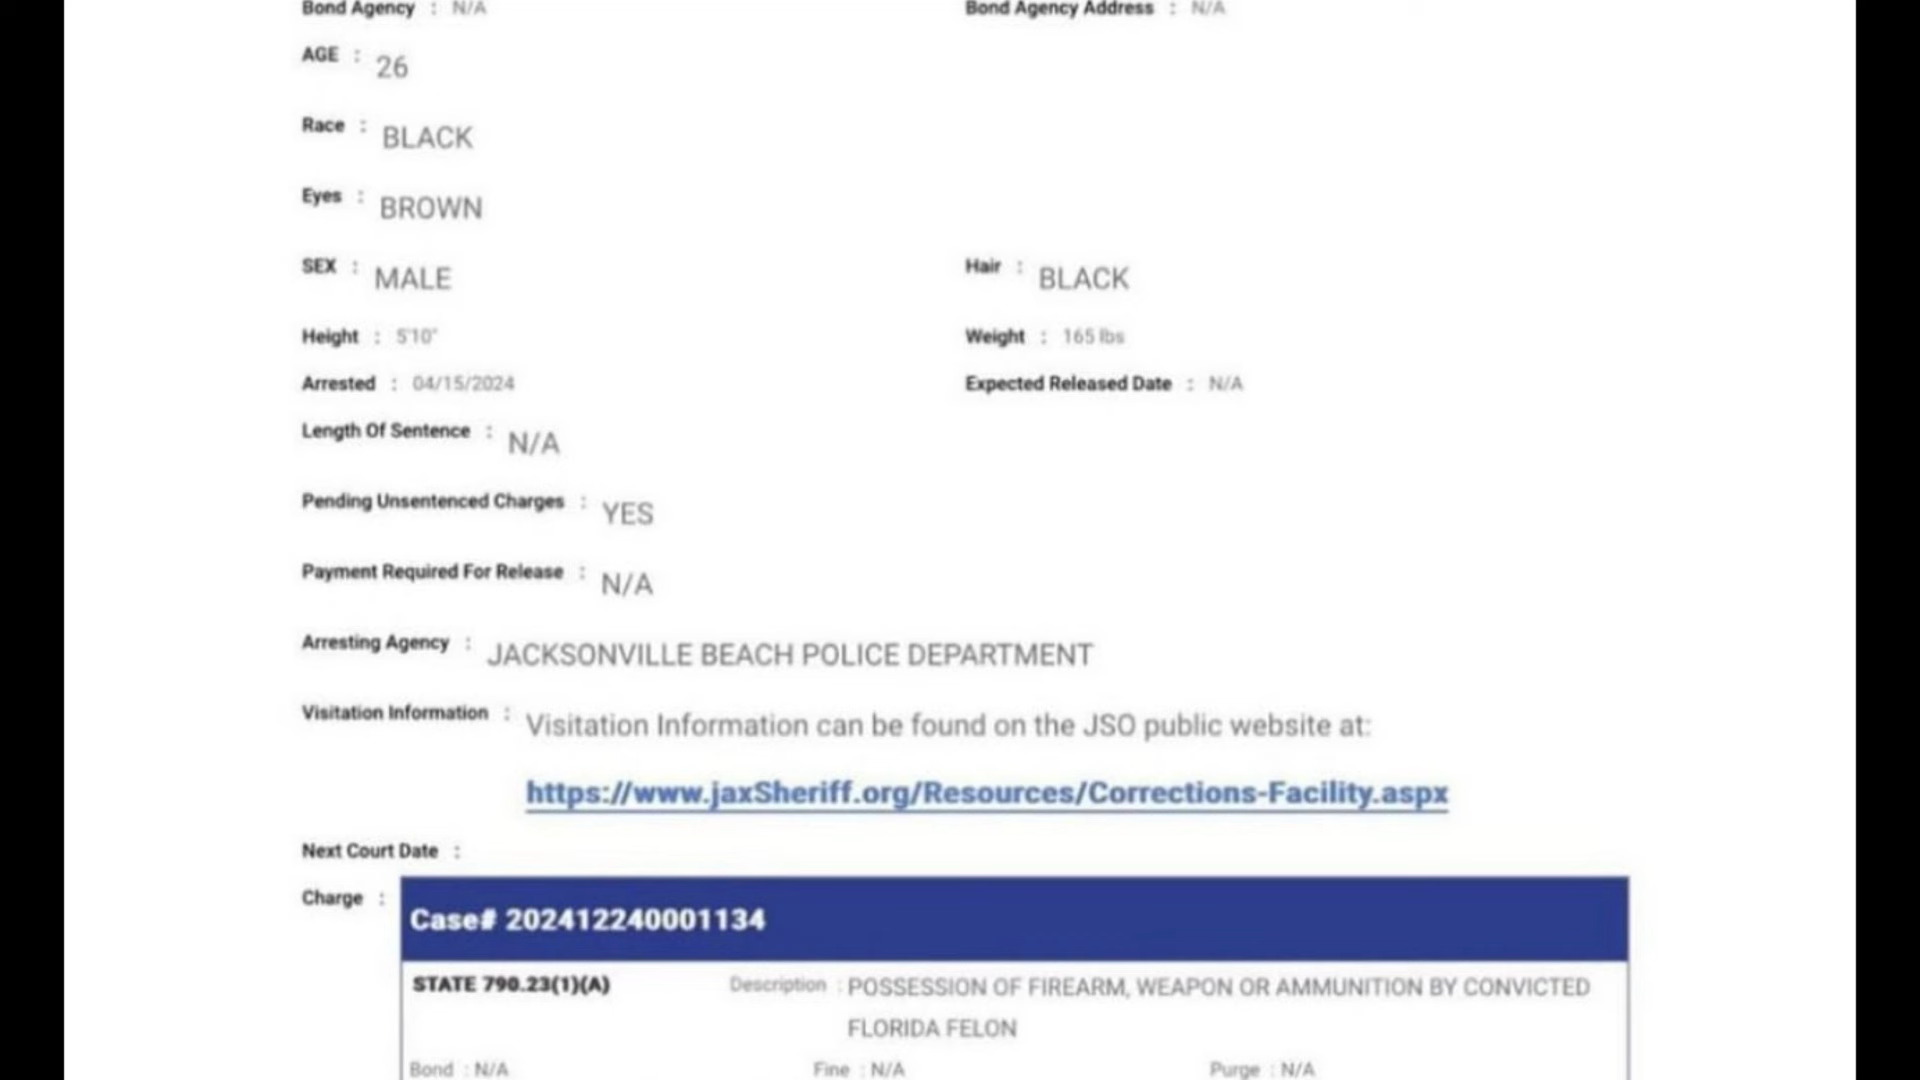 Bond Agency : N/A Bond Agency Address : N/A
AGE : 26
Race : BLACK
Eyes : BROWN
SEX : MALE Hair : BLACK
Height : 5'10" Weight : 165 lbs
Arrested : 04/15/2024 Expected Released Date : N/A
Length Of Sentence : N/A
Pending Unsentenced Charges : YES
Payment Required For Release : N/A
Arresting Agency : JACKSONVILLE BEACH POLICE DEPARTMENT
Visitation Information : Visitation Information can be found on the JSO public website at:
https://www.jaxSheriff.org/Resources/Corrections-Facility.aspx
Next Court Date :
Charge : Case# 202412240001134
STATE 790.23(1)(A) Description : POSSESSION OF FIREARM, WEAPON OR AMMUNITION BY CONVICTED
FLORIDA FELON
Bond : N/A Fine : N/A Purge : N/A